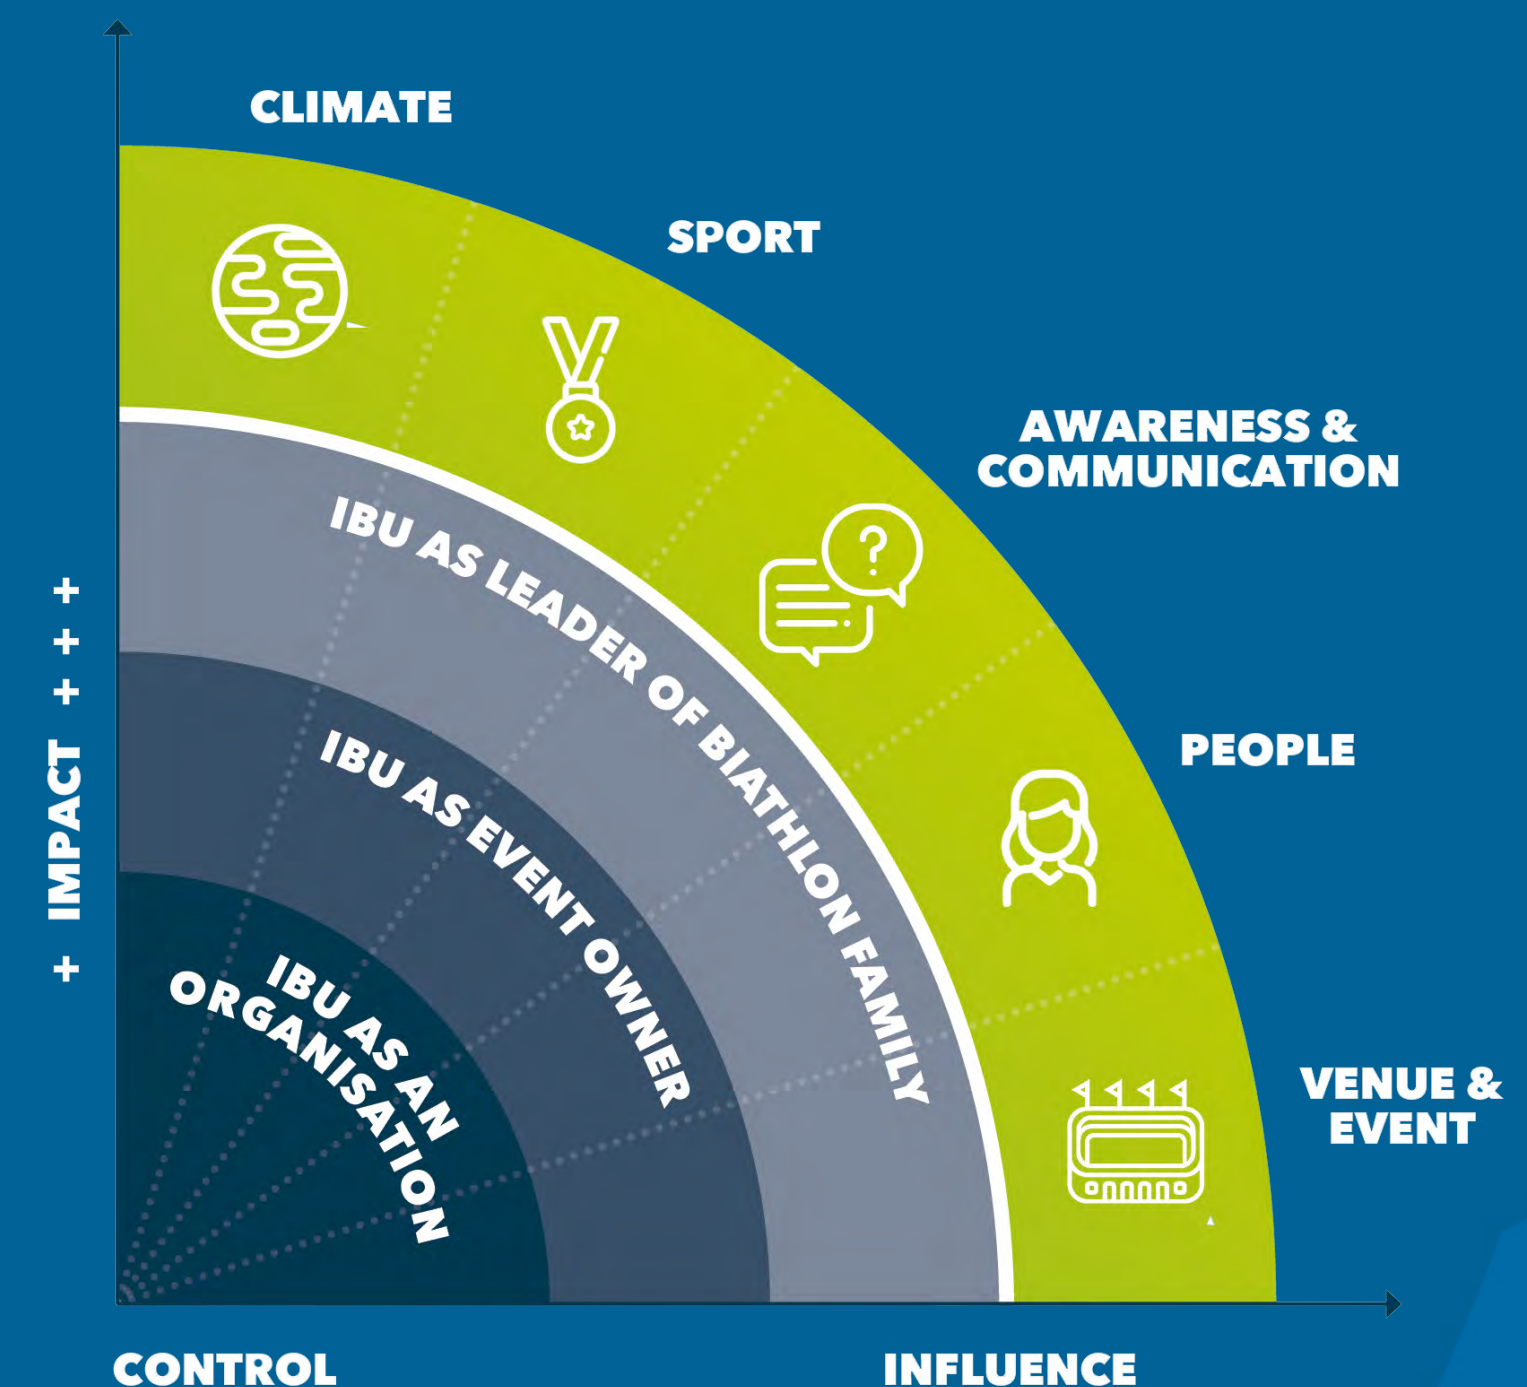 CLIMATE
SPORT
AWARENESS &
COMMUNICATION
PEOPLE
VENUE &
EVENT
IBU AS LEADER OF BIATHLON FAMILY
IBU AS EVENT OWNER
IBU AS AN
ORGANISATION
+ IMPACT + + +
CONTROL
INFLUENCE